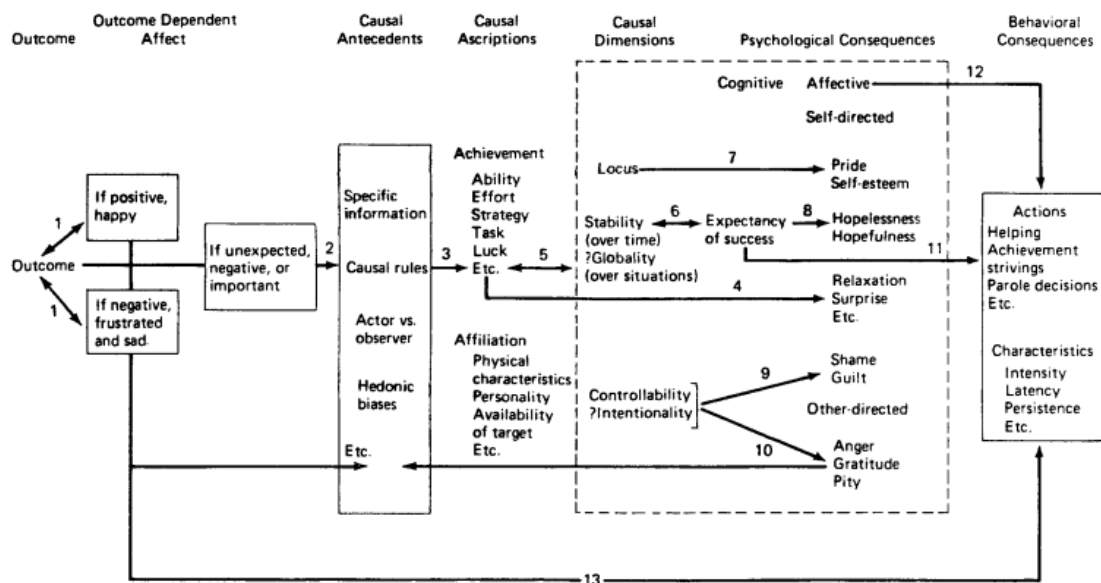 Outcome
Outcome Dependent
Affect
Causal
Antecedents
Causal
Ascriptions
Causal
Dimensions
Psychological Consequences
Behavioral
Consequences
1
If positive,
happy
Outcome
1
If negative,
frustrated
and sad.
If unexpected,
negative, or
important
2
Specific
information
Causal rules
Actor vs.
observer
Hedonic
biases
Etc.
3
Achievement
Ability
Effort
Strategy
Task
Luck
Etc.
5
4
Affiliation
Physical
characteristics
Personality
Availability
of target
Etc.
Cognitive
Affective
12
Self-directed
Locus
7
Pride
Self-esteem
Stability
(over time)
?Globality
(over situations)
6
Expectancy
of success
8
Hopelessness
Hopefulness
11
Relaxation
Surprise
Etc.
Controllability
?Intentionality
9
Shame
Guilt
Other-directed
10
Anger
Gratitude
Pity
Actions
Helping
Achievement
strivings
Parole decisions
Etc.
Characteristics
Intensity
Latency
Persistence
Etc.
13